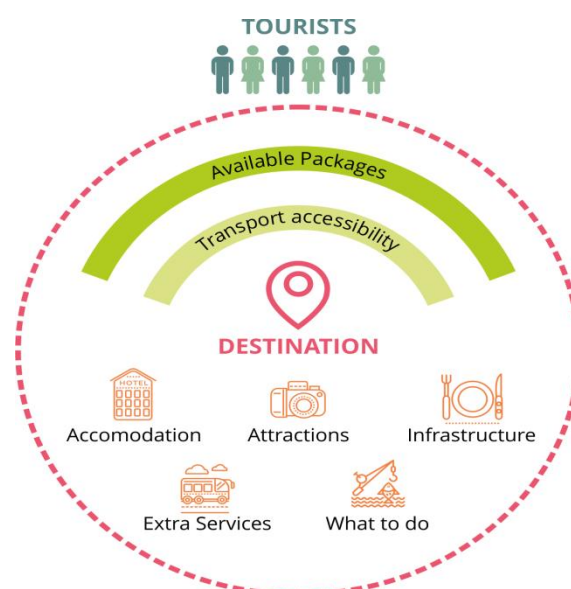 TOURISTS
Available Packages
Transport accessibility
DESTINATION
HOTEL
Accomodation
Attractions
Infrastructure
Extra Services
What to do